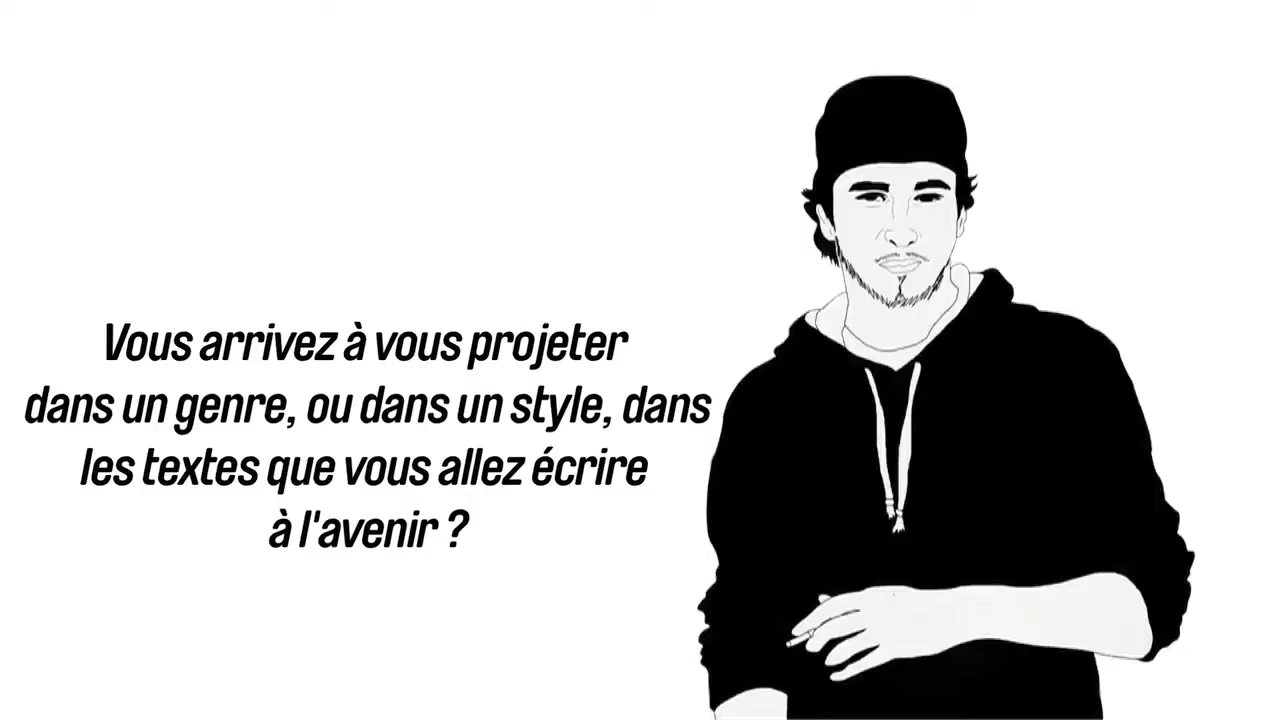 Vous arrivez à vous projeter
dans un genre, ou dans un style, dans
les textes que vous allez écrire
à l'avenir ?